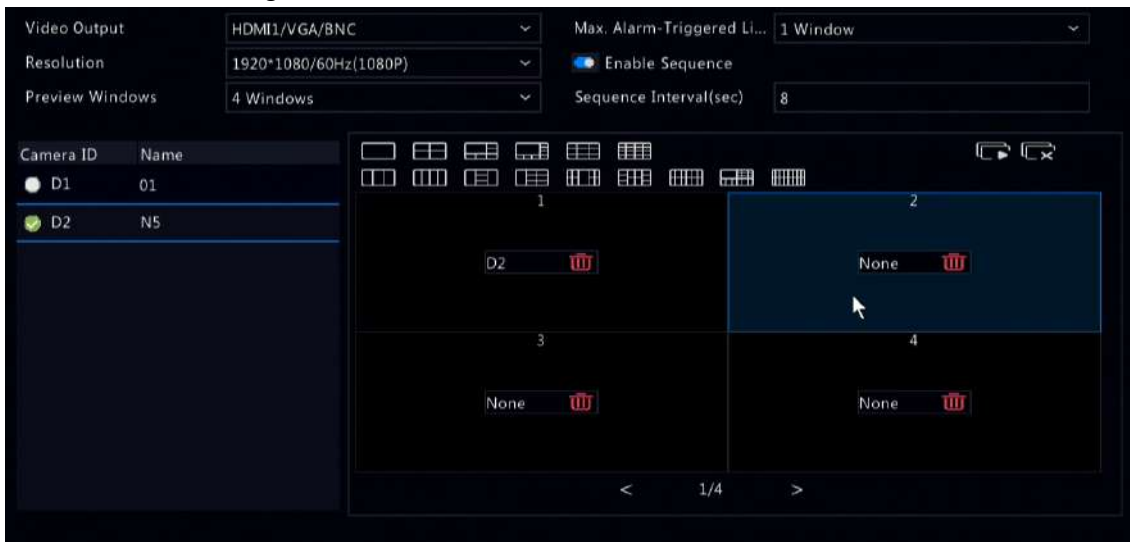 Video Output HDMI1/VGA/BNC Max. Alarm-Triggered Li... 1 Window
Resolution 1920*1080/60Hz(1080P) Enable Sequence
Preview Windows 4 Windows Sequence Interval(sec) 8
Camera ID Name
D1 01
D2 N5
1 2
D2 None
3 4
None None
< 1/4 >